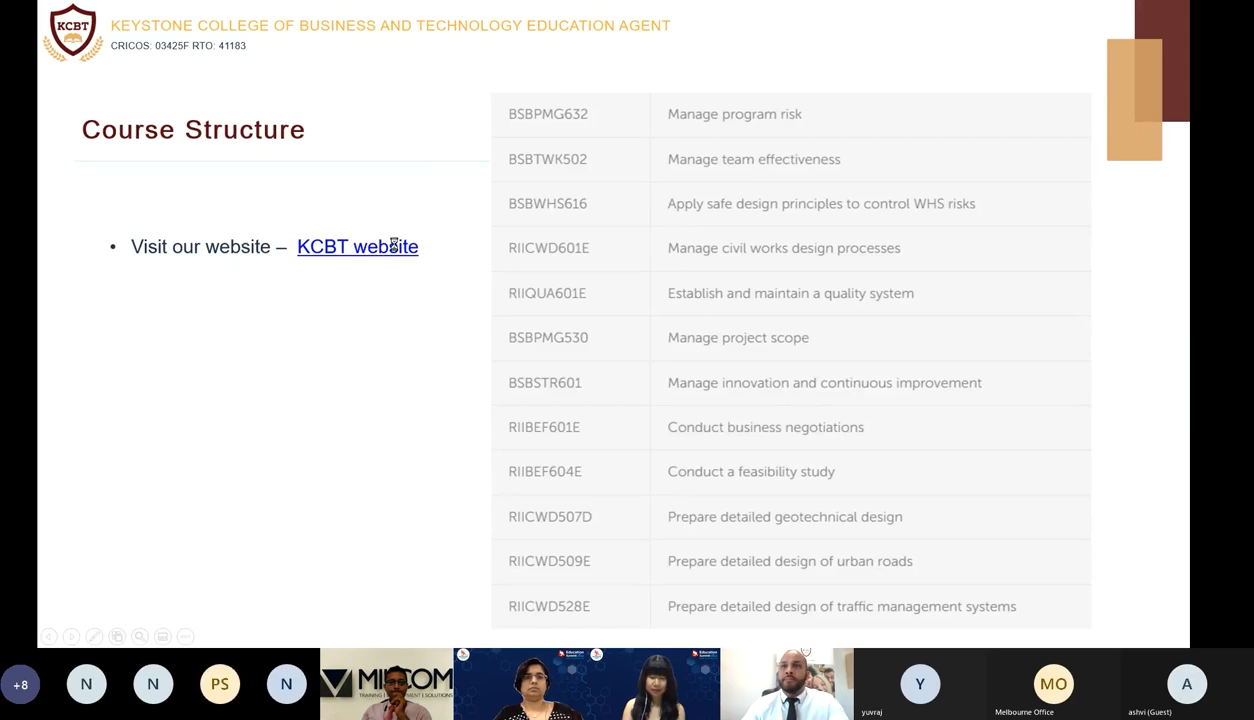 KCBT
KEYSTONE COLLEGE OF BUSINESS AND TECHNOLOGY EDUCATION AGENT
CRICOS: 03425F RTO: 41183
Course Structure
• Visit our website – KCBT website
BSBPMG632 Manage program risk
BSBTWK502 Manage team effectiveness
BSBWHS616 Apply safe design principles to control WHS risks
RIICWD601E Manage civil works design processes
RIIQUA601E Establish and maintain a quality system
BSBPMG530 Manage project scope
BSBSTR601 Manage innovation and continuous improvement
RIIBEF601E Conduct business negotiations
RIIBEF604E Conduct a feasibility study
RIICWD507D Prepare detailed geotechnical design
RIICWD509E Prepare detailed design of urban roads
RIICWD528E Prepare detailed design of traffic management systems
+8
N
N
PS
N
Education
Education
Y
MO
A
yuvraj
Melbourne Office
ashvi (Guest)